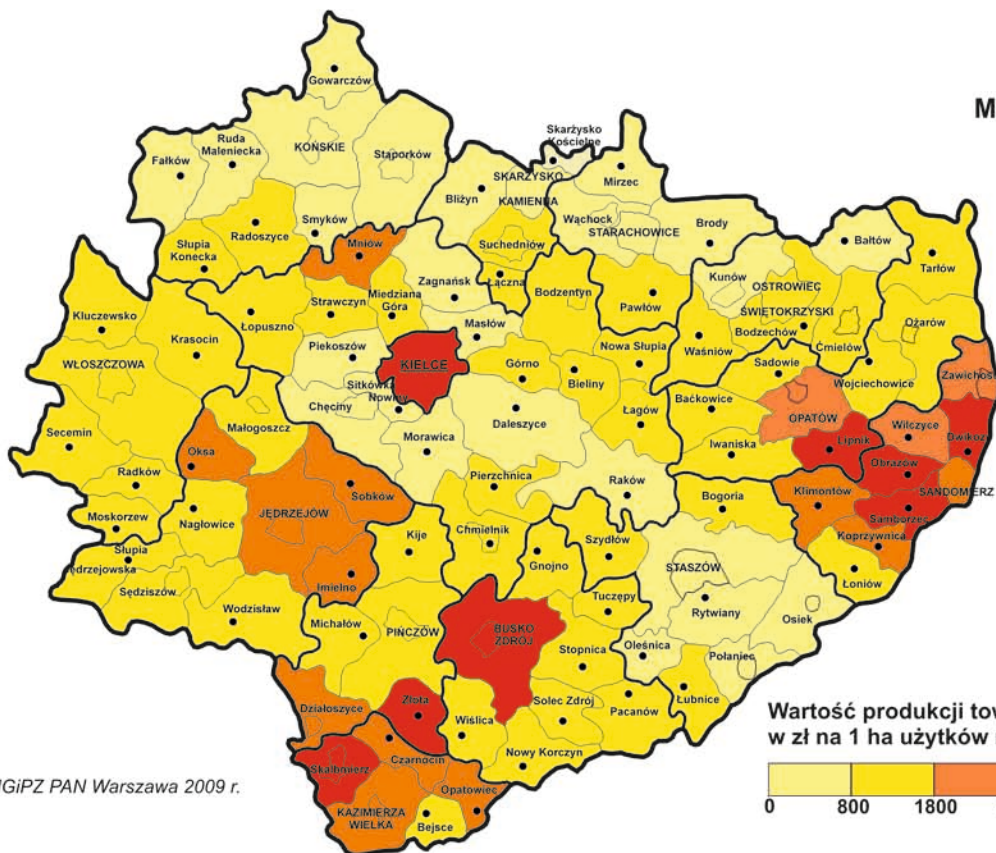 Gowarczów
M
Skarżysko
Kościelne
Ruda
Maleniecka
KOŃSKIE
Fałków
Stąporków
SKARŻYSKO
KAMIENNA
Mirzec
Bliżyn
Smyków
Wąchock
STARACHOWICE
Brody
Radoszyce
Mniów
Suchedniów
Bałtów
Słupia
Konecka
Zagnańsk
Łączna
Kunów
Tarłów
Strawczyn
Miedziana
Góra
Bodzentyn
Pawłów
OSTROWIEC
ŚWIĘTOKRZYSKI
Kluczewsko
Łopuszno
Masłów
Bodzechów
Ożarów
Krasocin
Piekoszów
KIELCE
Górno
Nowa Słupia
Waśniów
Ćmielów
WŁOSZCZOWA
Bieliny
Sadowie
Wojciechowice
Zawichost
Sitkówka
Nowiny
Chęciny
Daleszyce
Łagów
Baćkowice
OPATÓW
Secemin
Małogoszcz
Morawica
Iwaniska
Lipnik
Wilczyce
Dwikozy
Oksa
Pierzchnica
Raków
Obrazów
Radków
Sobków
Klimontów
SANDOMIERZ
Moskorzew
Nagłowice
JĘDRZEJÓW
Chmielnik
Bogoria
Samborzec
Słupia
ędrzejowska
Kije
Gnojno
Szydłów
Koprzywnica
Sędziszów
Imielno
STASZÓW
Łoniów
Wodzisław
Michałów
PIŃCZÓW
BUSKO
ZDRÓJ
Tuczępy
Rytwiany
Osiek
Stopnica
Oleśnica
Połaniec
Działoszyce
Złota
Wiślica
Solec Zdrój
Pacanów
Łubnice
Skalbmierz
Czarnocin
Nowy Korczyn
Opatowiec
KAZIMIERZA
WIELKA
Bejsce
IGiPZ PAN Warszawa 2009 r.
Wartość produkcji tow
w zł na 1 ha użytków
0 800 1800